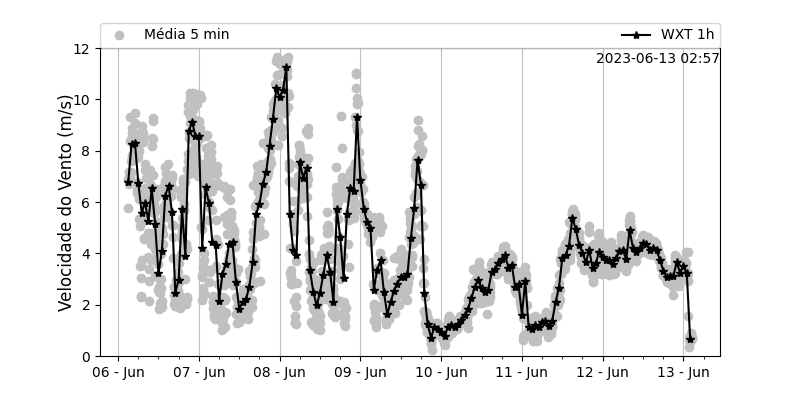 Média 5 min
WXT 1h
2023-06-13 02:57
Velocidade do Vento (m/s)
12
10
8
6
4
2
0
06 - Jun
07 - Jun
08 - Jun
09 - Jun
10 - Jun
11 - Jun
12 - Jun
13 - Jun